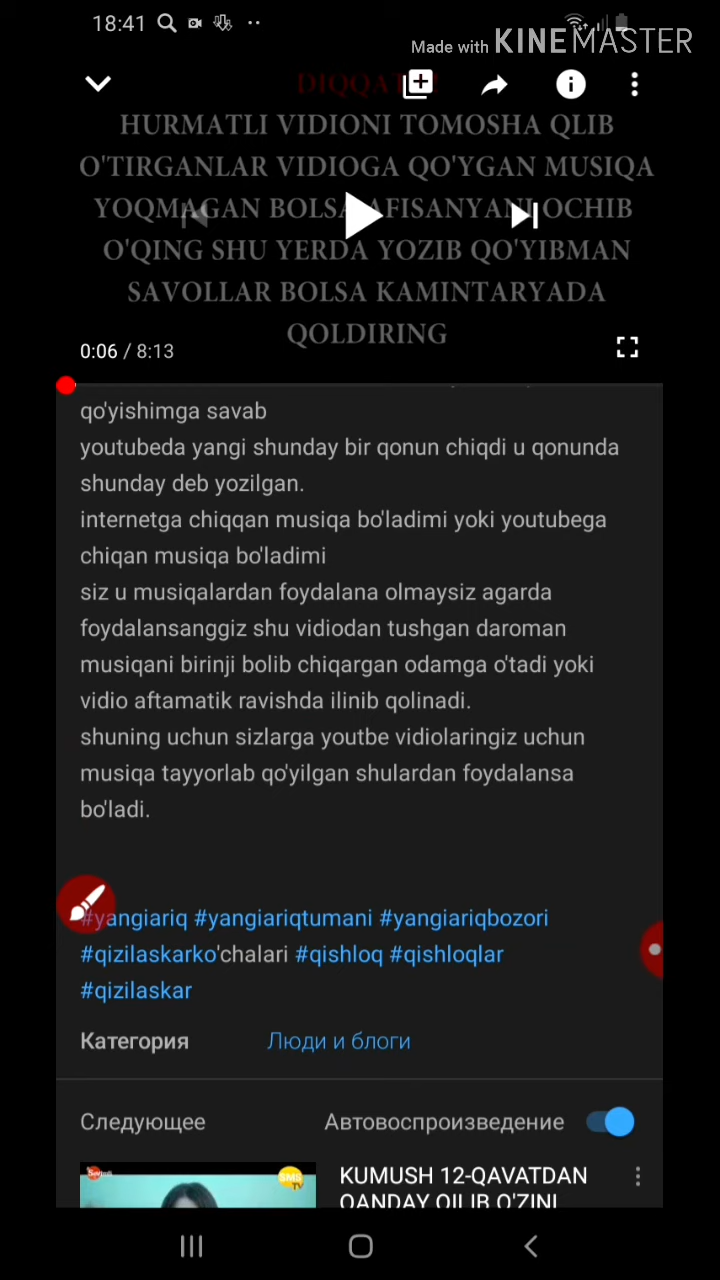 18:41
Made with KINEMASTER
HURMATLI VIDIONI TOMOSHA QLIB
O'TIRGANLAR VIDIOGA QO'YGAN MUSIQA
YOQMAGAN BOLSA AFISANYANI OCHIB
O'QING SHU YERDA YOZIB QO'YIBMAN
SAVOLLAR BOLSA KAMINTARYADA
QOLDIRING
0:06 / 8:13
qo'yishimga savab
youtubeda yangi shunday bir qonun chiqdi u qonunda
shunday deb yozilgan.
internetga chiqqan musiqa bo'ladimi yoki youtubega
chiqan musiqa bo'ladimi
siz u musiqalardan foydalana olmaysiz agarda
foydalansanggiz shu vidiodan tushgan daroman
musiqani birinji bolib chiqargan odamga o'tadi yoki
vidio aftamatik ravishda ilinib qolinadi.
shuning uchun sizlarga youtbe vidiolaringiz uchun
musiqa tayyorlab qo'yilgan shulardan foydalansa
bo'ladi.
#yangiariq #yangiariqtumani #yangiariqbozori
#qizilaskarko'chalari #qishloq #qishloqlar
#qizilaskar
Категория Люди и блоги
Следующее Автовоспроизведение
KUMUSH 12-QAVATDAN
QANDAY QILIB O'ZINI